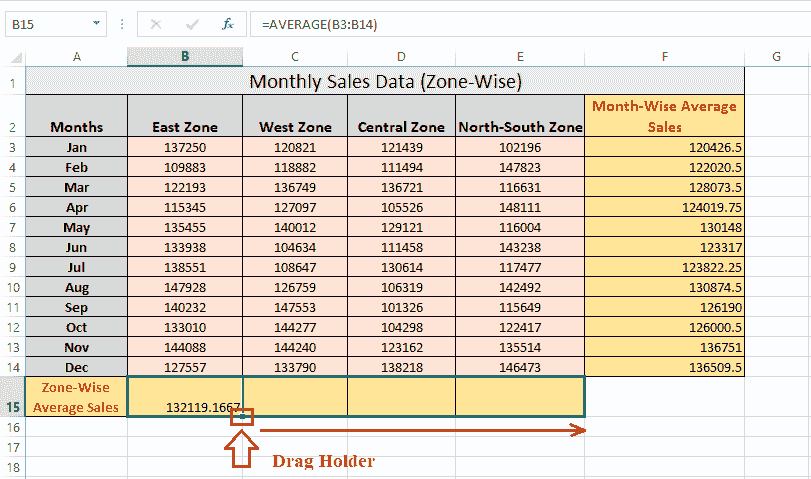 B15 fx =AVERAGE(B3:B14)
A B C D E F G
1 Monthly Sales Data (Zone-Wise)
Month-Wise Average
2 Months East Zone West Zone Central Zone North-South Zone Sales
3 Jan 137250 120821 121439 102196 120426.5
4 Feb 109883 118882 111494 147823 122020.5
5 Mar 122193 136749 136721 116631 128073.5
6 Apr 115345 127097 105526 148111 124019.75
7 May 135455 140012 129121 116004 130148
8 Jun 133938 104634 111458 143238 123317
9 Jul 138551 108647 130614 117477 123822.25
10 Aug 147928 126759 106319 142492 130874.5
11 Sep 140232 147553 101326 115649 126190
12 Oct 133010 144277 104298 122417 126000.5
13 Nov 144088 144240 123162 135514 136751
14 Dec 127557 133790 138218 146473 136509.5
Zone-Wise
15 Average Sales 132119.1667
16
17
Drag Holder
18